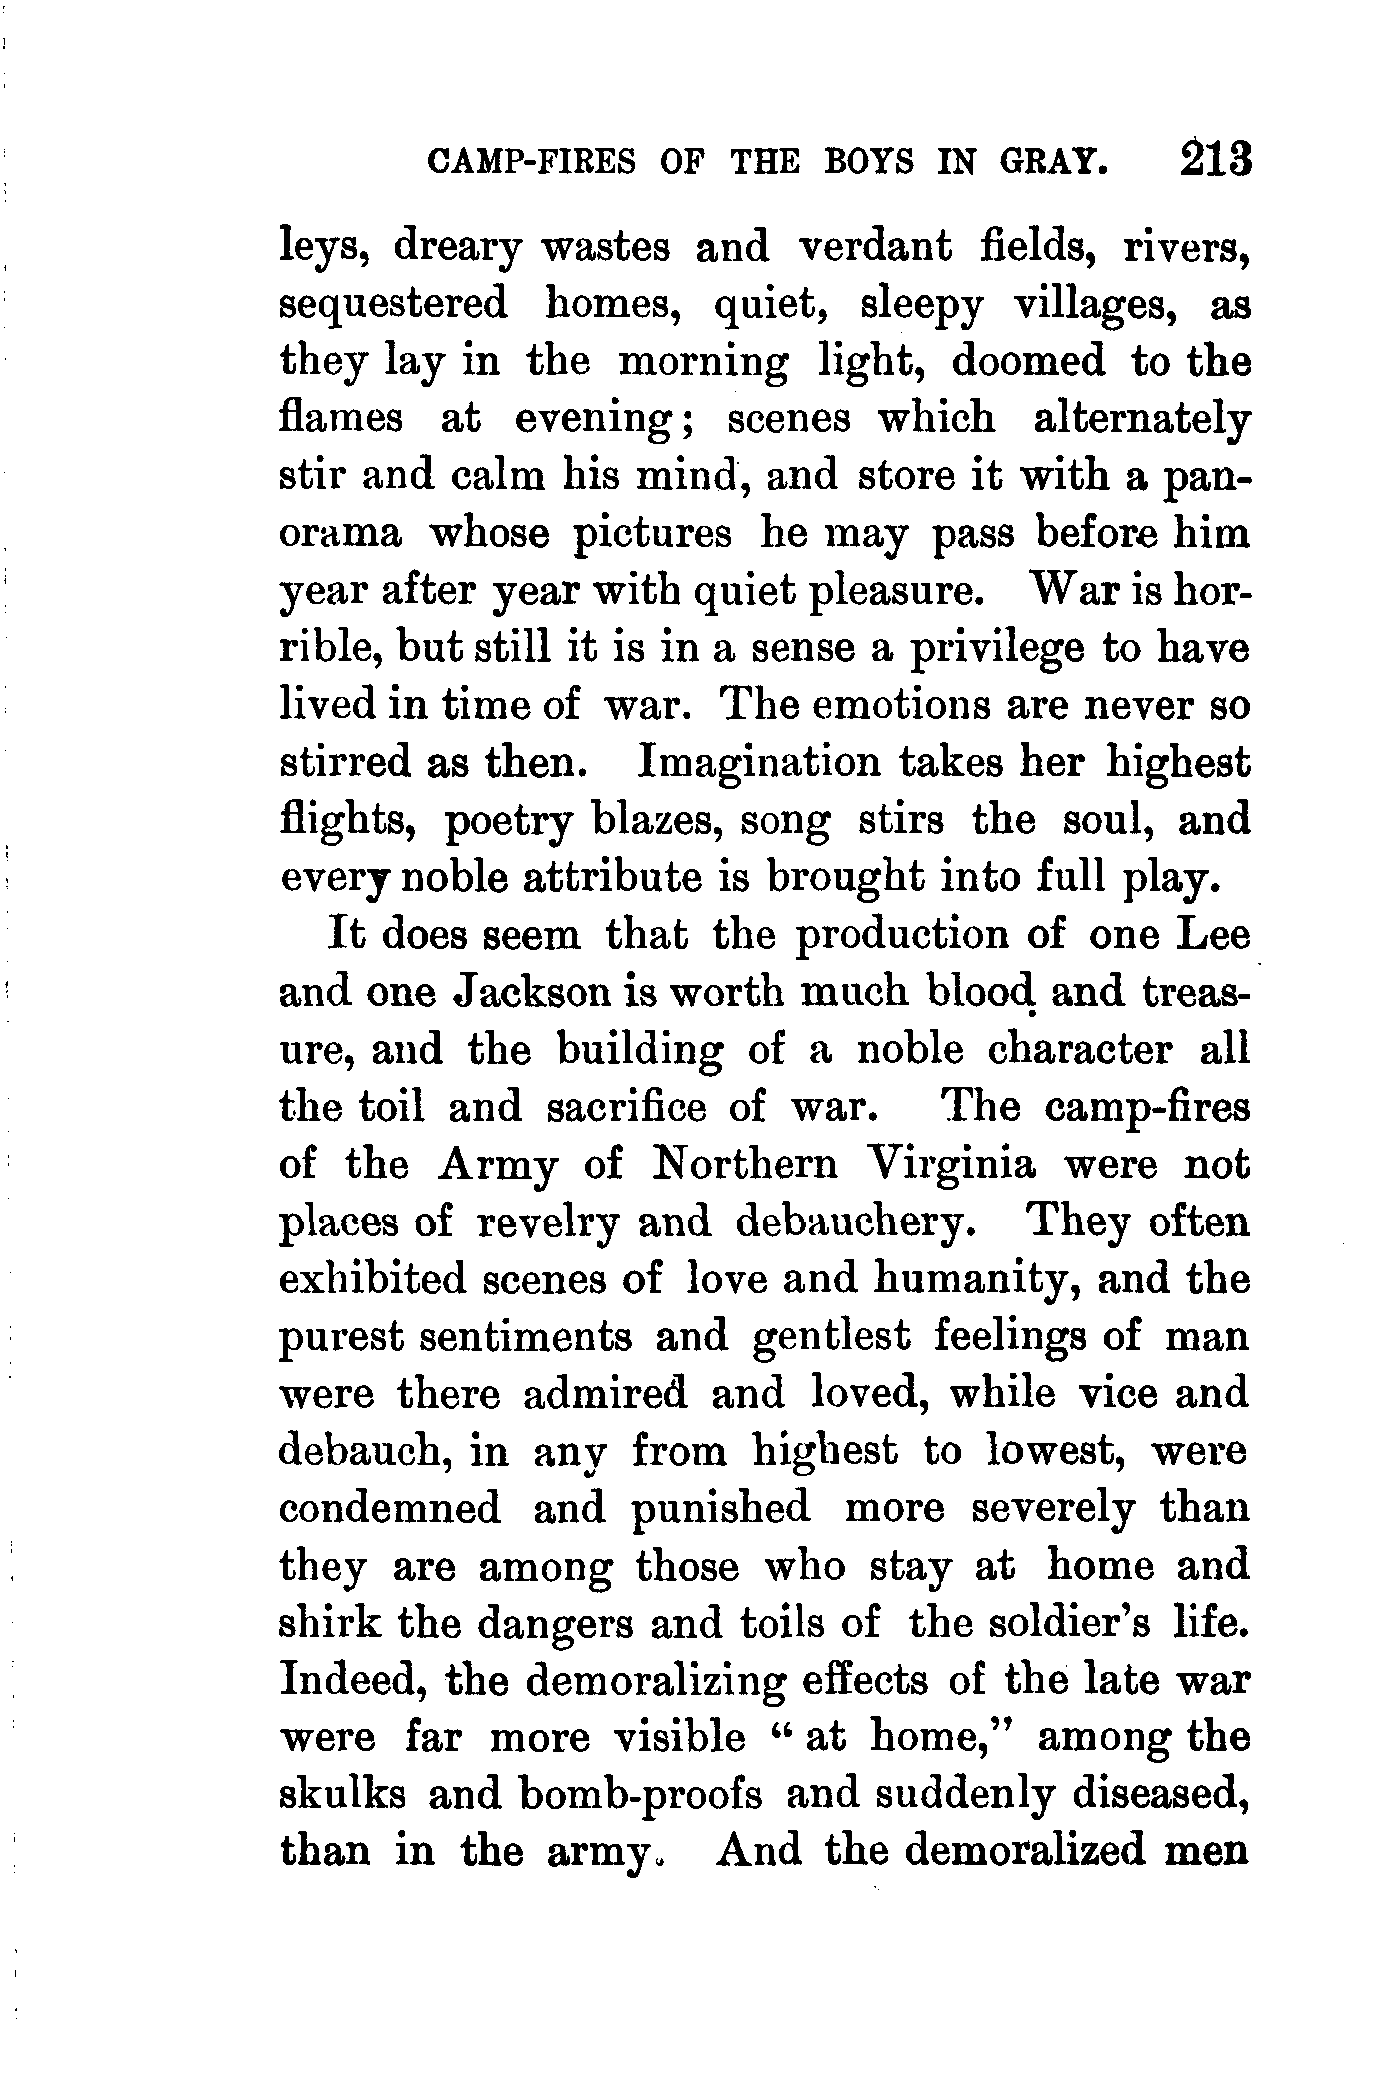 CAMP-FIRES OF THE BOYS IN GRAY. 213
leys, dreary wastes and verdant fields, rivers,
sequestered homes, quiet, sleepy villages, as
they lay in the morning light, doomed to the
flames at evening; scenes which alternately
stir and calm his mind, and store it with a pan-
orama whose pictures he may pass before him
year after year with quiet pleasure. War is hor-
rible, but still it is in a sense a privilege to have
lived in time of war. The emotions are never so
stirred as then. Imagination takes her highest
flights, poetry blazes, song stirs the soul, and
every noble attribute is brought into full play.
It does seem that the production of one Lee
and one Jackson is worth much blood and treas-
ure, and the building of a noble character all
the toil and sacrifice of war. The camp-fires
of the Army of Northern Virginia were not
places of revelry and debauchery. They often
exhibited scenes of love and humanity, and the
purest sentiments and gentlest feelings of man
were there admired and loved, while vice and
debauch, in any from highest to lowest, were
condemned and punished more severely than
they are among those who stay at home and
shirk the dangers and toils of the soldier's life.
Indeed, the demoralizing effects of the late war
were far more visible "at home," among the
skulks and bomb-proofs and suddenly diseased,
than in the army. And the demoralized men